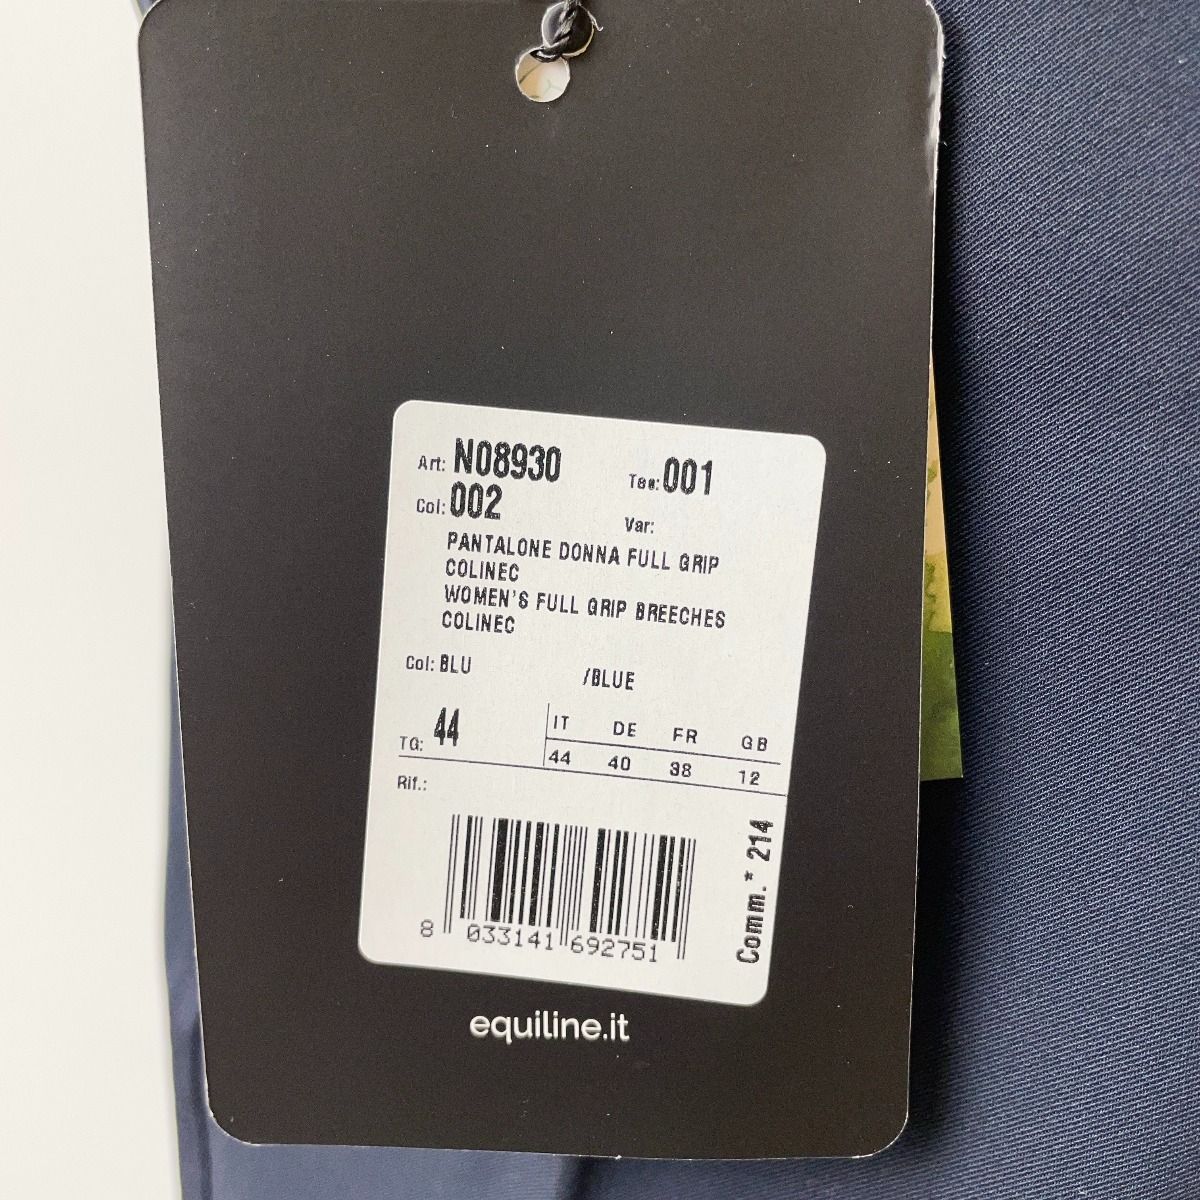 Art: N08930 Tes: 001
Col: 002 Var:
PANTALONE DONNA FULL GRIP
COLINEC
WOMEN'S FULL GRIP BREECHES
COLINEC
Col: BLU /BLUE
TG: 44
IT DE FR GB
44 40 38 12
Rif.:
8 033141 692751
Comm. * 214
equiline.it